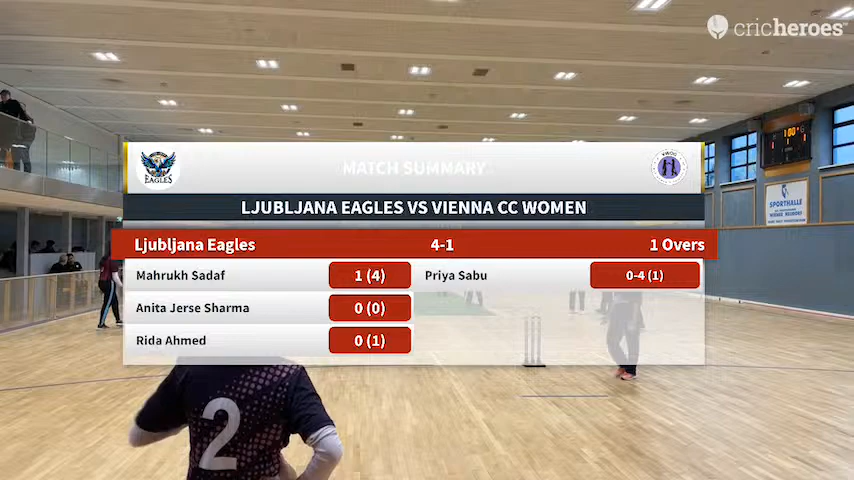 cricheroes™
EAGLES
MATCH SUMMARY
LJUBLJANA EAGLES VS VIENNA CC WOMEN
Ljubljana Eagles 4-1 1 Overs
Mahrukh Sadaf 1 (4) Priya Sabu 0-4 (1)
Anita Jerse Sharma 0 (0)
Rida Ahmed 0 (1)
SPORTHALLE
2